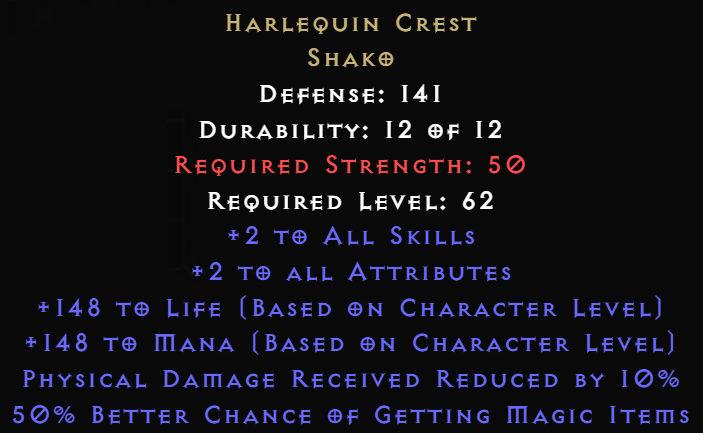 Harlequin Crest
Shako
Defense: 141
Durability: 12 of 12
Required Strength: 50
Required Level: 62
+2 to All Skills
+2 to all Attributes
+148 to Life (Based on Character Level)
+148 to Mana (Based on Character Level)
Physical Damage Received Reduced by 10%
50% Better Chance of Getting Magic Items